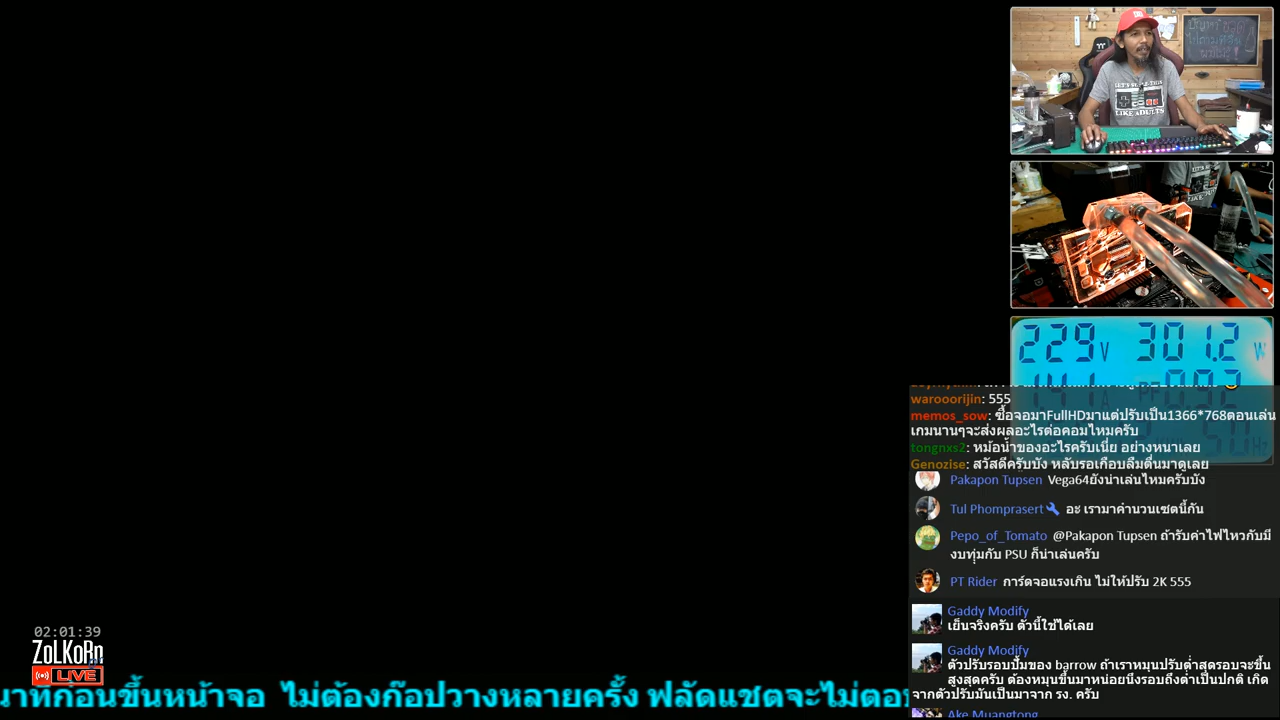 LET'S
LIKE ADULTS
229 V 301.2 W
warooorijin: 555
memos_sow: ซื้อจอมาFullHDมาแต่ปรับเป็น1366*768ตอนเล่น
เกมนานๆจะส่งผลอะไรต่อคอมไหมครับ
tongnxs2: หม้อน้ำของอะไรครับเนี่ย อย่างหนาเลย
Genozise: สวัสดีครับบัง หลับรอเกือบลืมตื่นมาดูเลย
Pakapon Tupsen Vega64ยังน่าเล่นไหมครับบัง
Tul Phomprasert อะ เรามาคำนวนเซตนี้กัน
Pepo_of_Tomato @Pakapon Tupsen ถ้ารับค่าไฟไหวกับมี
งบทุ่มกับ PSU ก็น่าเล่นครับ
PT Rider การ์ดจอแรงเกิน ไม่ให้ปรับ 2K 555
Gaddy Modify
เย็นจริงครับ ตัวนี้ใช้ได้เลย
Gaddy Modify
ตัวปรับรอบปั้มของ barrow ถ้าเราหมุนปรับต่ำสุดรอบจะขึ้น
สูงสุดครับ ต้องหมุนขึ้นมาหน่อยนึงรอบถึงต่ำเป็นปกติ เกิด
จากตัวปรับมันเป็นมาจาก รง. ครับ
Ake Muangtong
02:01:39
ZoLKoRn
LIVE
นาทีก่อนขึ้นหน้าจอ ไม่ต้องก๊อปวางหลายครั้ง ฟลัดแชตจะไม่ตอบ